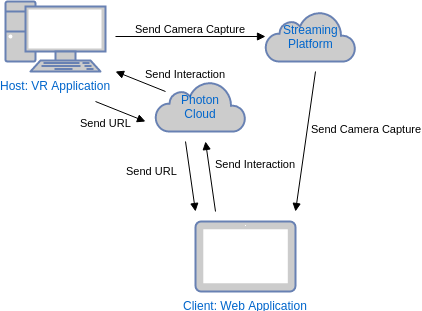 Send Camera Capture
Streaming
Platform
Send Interaction
Host: VR Application
Photon
Cloud
Send URL
Send Camera Capture
Send Interaction
Send URL
Client: Web Application